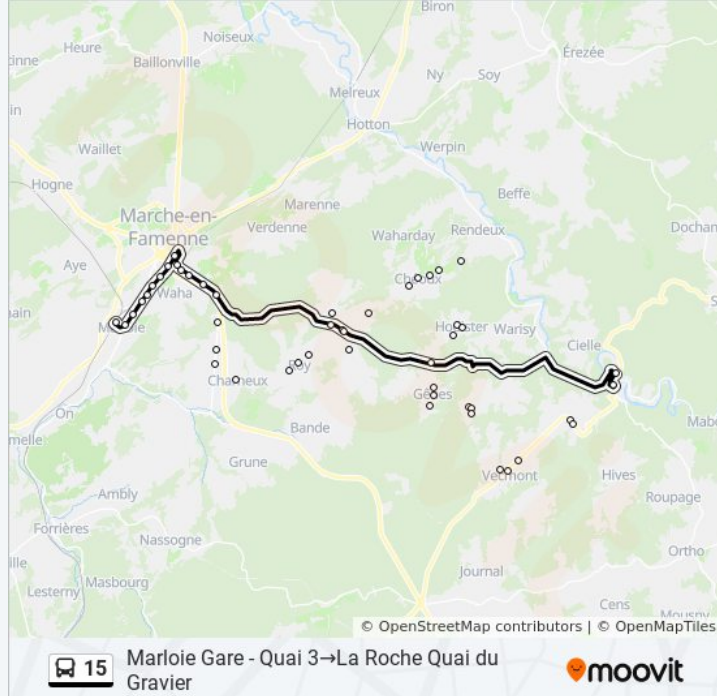 Biron
Noiseux
Érezée
Heure
Baillonville
Ny
Soy
Melreux
Hotton
Waillet
Werpin
Hogne
Beffe
Marenne
Marche-en-
Famenne
Verdenne
Rendeux
Waharday
Dochan
Aye
Waha
Warisy
Cielle
On
Bande
Mabo
melle
Grune
Hives
Ambly
Roupage
Forrières
Nassogne
Ortho
Journal
Masbourg
Lesterny
Cens
Mousny
© OpenStreetMap contributors | © OpenMapTiles
15
Marloie Gare - Quai 3→La Roche Quai du
Gravier
moovit